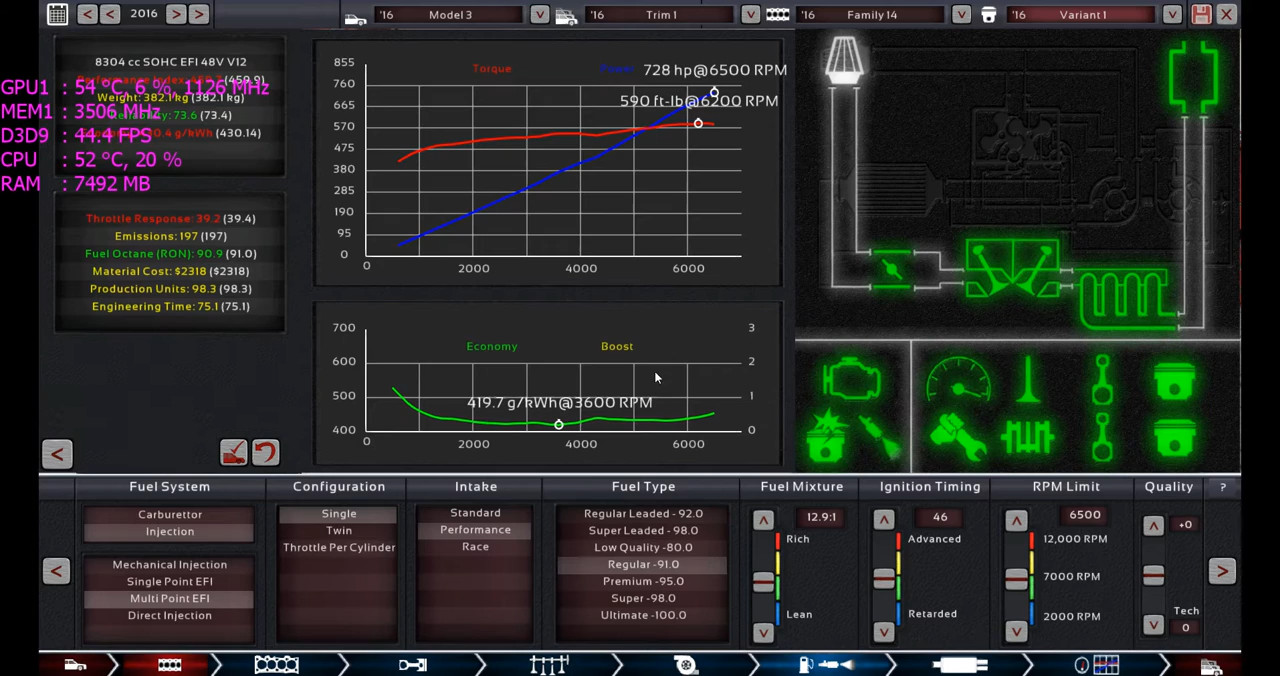 2016
'16 Model 3
'16 Trim 1
'16 Family 14
'16 Variant 1
8304 cc SOHC EFI 48V V12
(459.9)
Weight: 382.1 kg (382.1 kg)
73.6 (73.4)
(430.14)
GPU1 : 54 °C, 6 %, 1126 MHz
MEM1 : 3506 MHz
D3D9 : 44.4 FPS
CPU : 52 °C, 20 %
RAM : 7492 MB
Throttle Response: 39.2 (39.4)
Emissions: 197 (197)
Fuel Octane (RON): 90.9 (91.0)
Material Cost: $2318 ($2318)
Production Units: 98.3 (98.3)
Engineering Time: 75.1 (75.1)
Torque
728 hp@6500 RPM
590 ft-lb@6200 RPM
855
760
665
570
475
380
285
190
95
0
0 2000 4000 6000
Economy Boost
419.7 g/kWh@3600 RPM
700 3
600 2
500 1
400 0
0 2000 4000 6000
Fuel System
Carburettor
Injection
Mechanical Injection
Single Point EFI
Multi Point EFI
Direct Injection
Configuration
Single
Twin
Throttle Per Cylinder
Intake
Standard
Performance
Race
Fuel Type
Regular Leaded - 92.0
Super Leaded - 98.0
Low Quality -80.0
Regular -91.0
Premium -95.0
Super -98.0
Ultimate -100.0
Fuel Mixture
12.9:1
Rich
Lean
Ignition Timing
46
Advanced
Retarded
RPM Limit
6500
12,000 RPM
7000 RPM
2000 RPM
Quality
+0
Tech
0
?